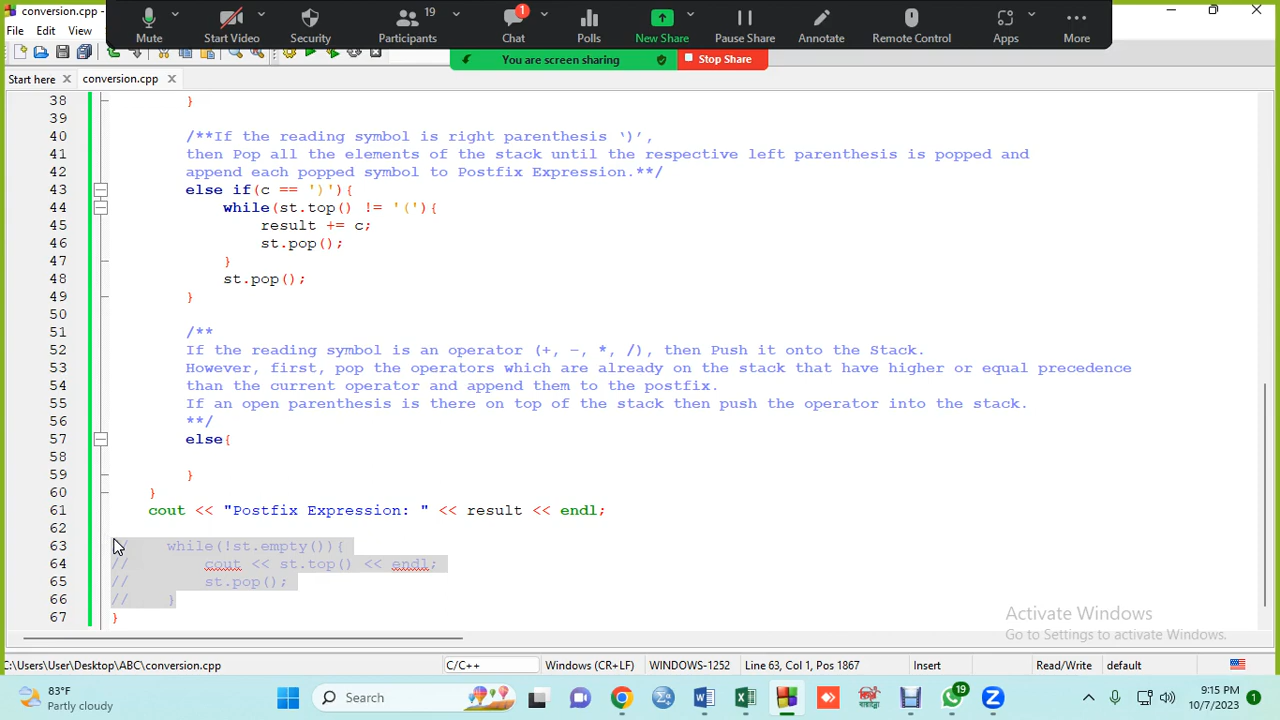 conversion.cpp -
19
1
Mute
Start Video
Security
Participants
Chat
Polls
New Share
Pause Share
Annotate
Remote Control
Apps
More
File Edit View
You are screen sharing
Stop Share
Start here
conversion.cpp
38 }
39
40 /**If the reading symbol is right parenthesis ‘)’,
41 then Pop all the elements of the stack until the respective left parenthesis is popped and
42 append each popped symbol to Postfix Expression.**/
43 else if(c == ')'){
44 while(st.top() != '('){
45 result += c;
46 st.pop();
47 }
48 st.pop();
49 }
50
51 /**
52 If the reading symbol is an operator (+, –, *, /), then Push it onto the Stack.
53 However, first, pop the operators which are already on the stack that have higher or equal precedence
54 than the current operator and append them to the postfix.
55 If an open parenthesis is there on top of the stack then push the operator into the stack.
56 **/
57 else{
58
59 }
60 }
61 cout << "Postfix Expression: " << result << endl;
62
63 // while(!st.empty()){
64 // cout << st.top() << endl;
65 // st.pop();
66 // }
67 }
Activate Windows
Go to Settings to activate Windows.
C:\Users\User\Desktop\ABC\conversion.cpp
C/C++
Windows (CR+LF)
WINDOWS-1252
Line 63, Col 1, Pos 1867
Insert
Read/Write
default
83°F
Partly cloudy
Search
19
9:15 PM
10/7/2023
1